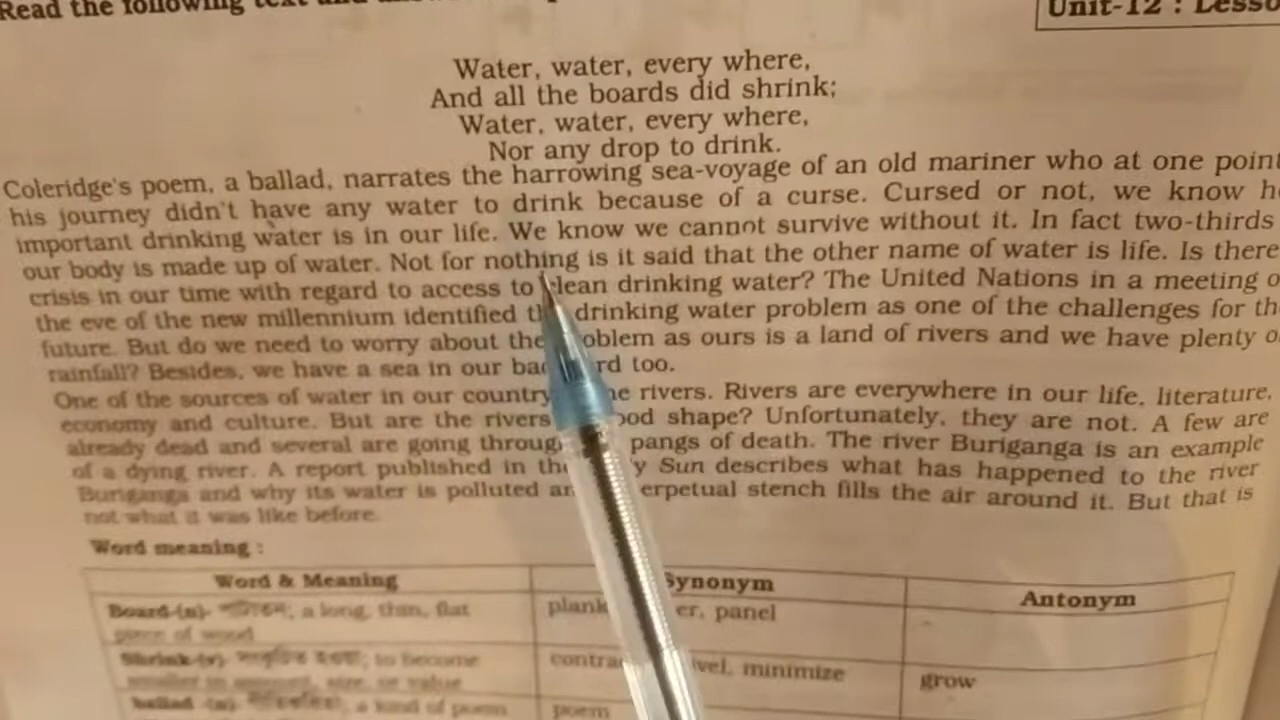 Read the following text and
Unit-12 : Lesso
Water, water, every where,
And all the boards did shrink;
Water, water, every where,
Nor any drop to drink.
Coleridge's poem, a ballad, narrates the harrowing sea-voyage of an old mariner who at one point
his journey didn't have any water to drink because of a curse. Cursed or not, we know h
important drinking water is in our life. We know we cannot survive without it. In fact two-thirds
our body is made up of water. Not for nothing is it said that the other name of water is life. Is there
crisis in our time with regard to access to clean drinking water? The United Nations in a meeting o
the eve of the new millennium identified th drinking water problem as one of the challenges for th
future. But do we need to worry about the oblem as ours is a land of rivers and we have plenty o
rainfall? Besides, we have a sea in our bac rd too.
One of the sources of water in our country he rivers. Rivers are everywhere in our life, literature,
economy and culture. But are the rivers ood shape? Unfortunately, they are not. A few are
already dead and several are going throug pangs of death. The river Buriganga is an example
of a dying river. A report published in the y Sun describes what has happened to the river
Buriganga and why its water is polluted an erpetual stench fills the air around it. But that is
not what it was like before.
Word meaning :
Word & Meaning Synonym Antonym
Board-(n)- a long, thin, flat plank er, panel -
piece of wood
Shrink-(v)- to become contra ivel, minimize grow
smaller in amount, size, or value
ballad -(n)- a kind of poem poem